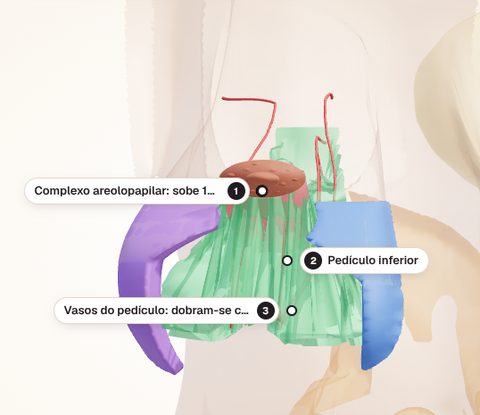 Complexo areolopapilar: sobe 1... 1
2 Pedículo inferior
Vasos do pedículo: dobram-se c... 3